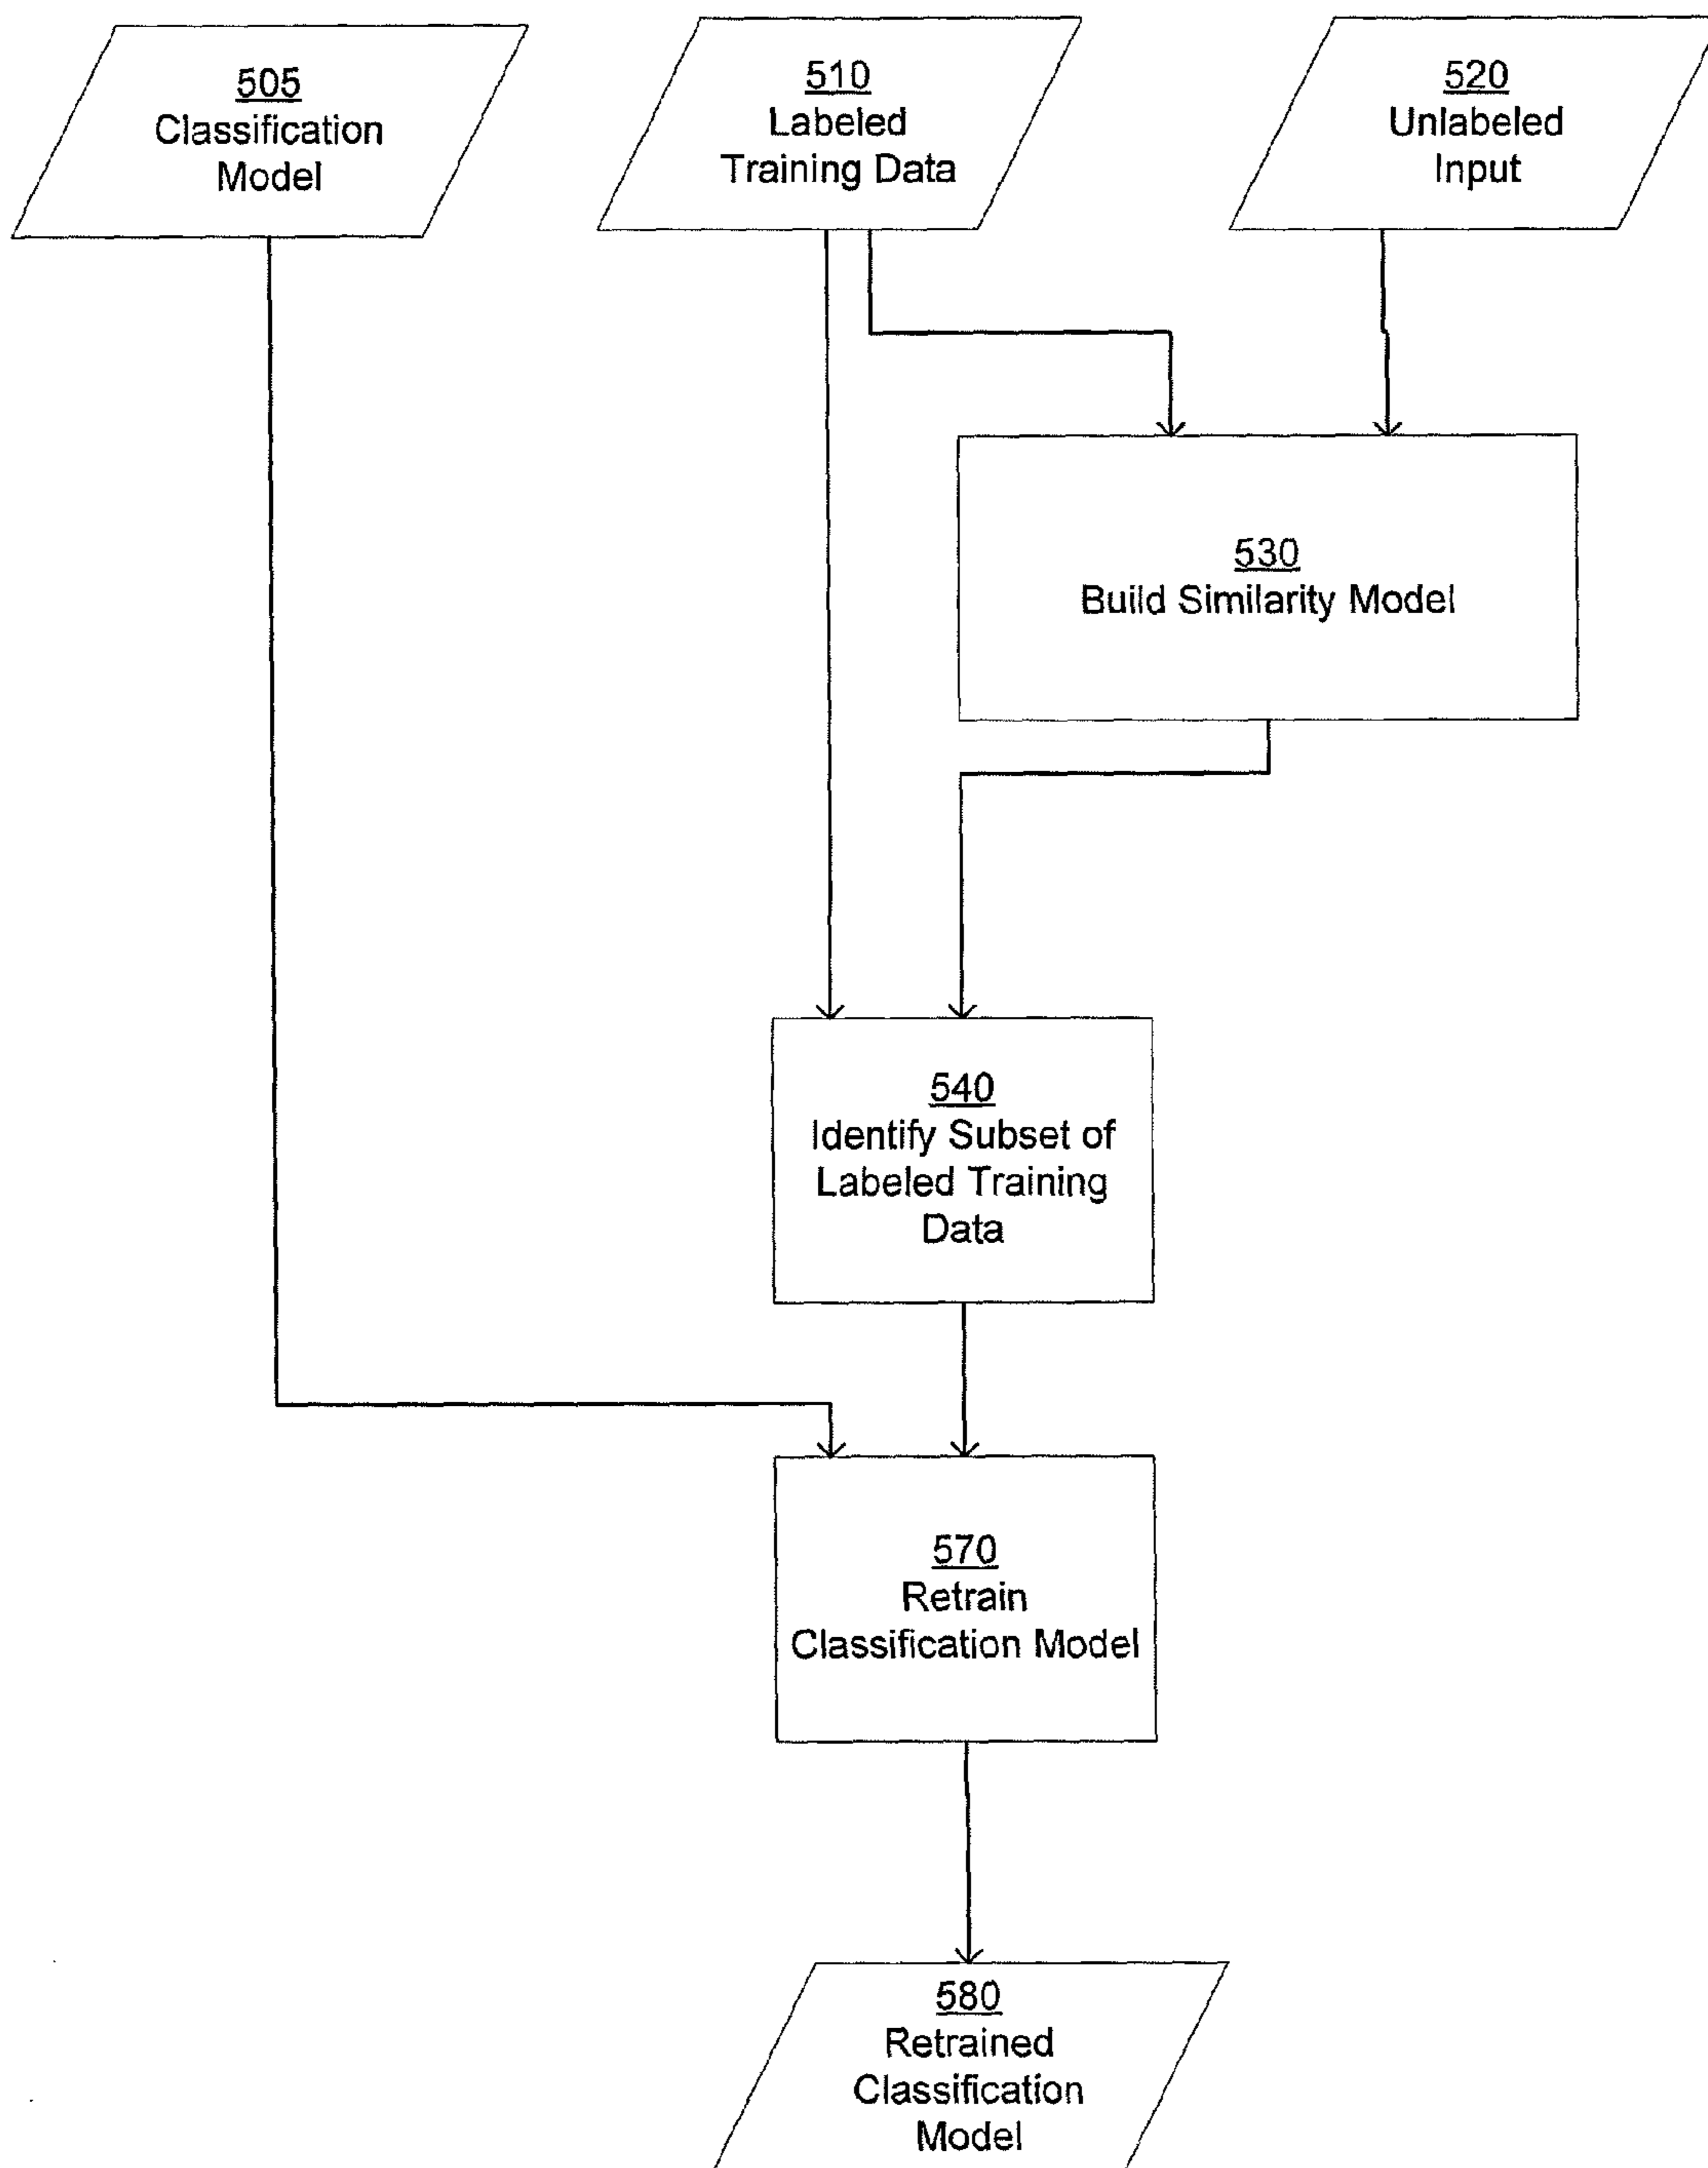 505
Classification
Model
510
Labeled
Training Data
520
Unlabeled
Input
530
Build Similarity Model
540
Identify Subset of
Labeled Training
Data
570
Retrain
Classification Model
580
Retrained
Classification
Model